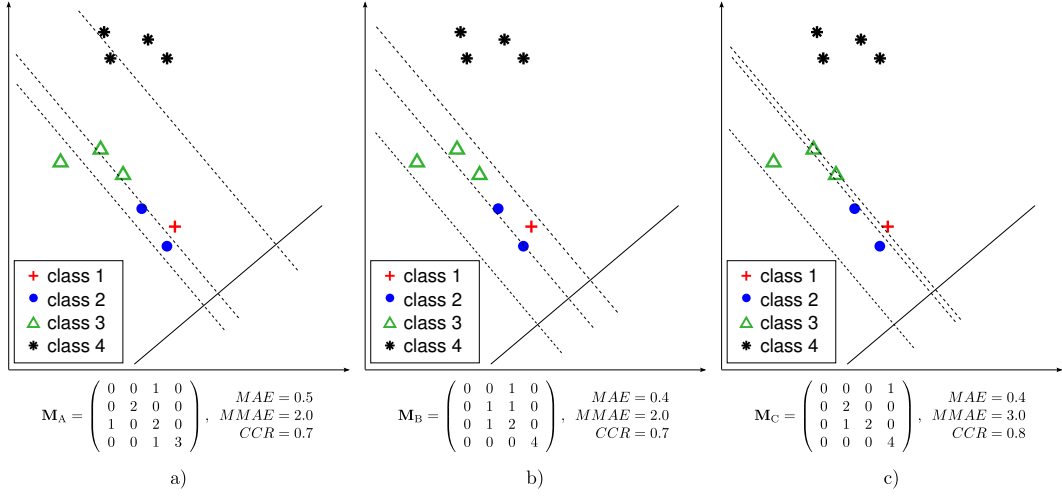 class 1
class 2
class 3
class 4
class 1
class 2
class 3
class 4
class 1
class 2
class 3
class 4
0 0 1 0
M_A = ( 0 2 0 0 ) ,
1 0 2 0
0 0 1 3
MAE = 0.5
MMAE = 2.0
CCR = 0.7
0 0 1 0
M_B = ( 0 1 1 0 ) ,
0 1 2 0
0 0 0 4
MAE = 0.4
MMAE = 2.0
CCR = 0.7
0 0 0 1
M_C = ( 0 2 0 0 ) ,
0 1 2 0
0 0 0 4
MAE = 0.4
MMAE = 3.0
CCR = 0.8
a)
b)
c)